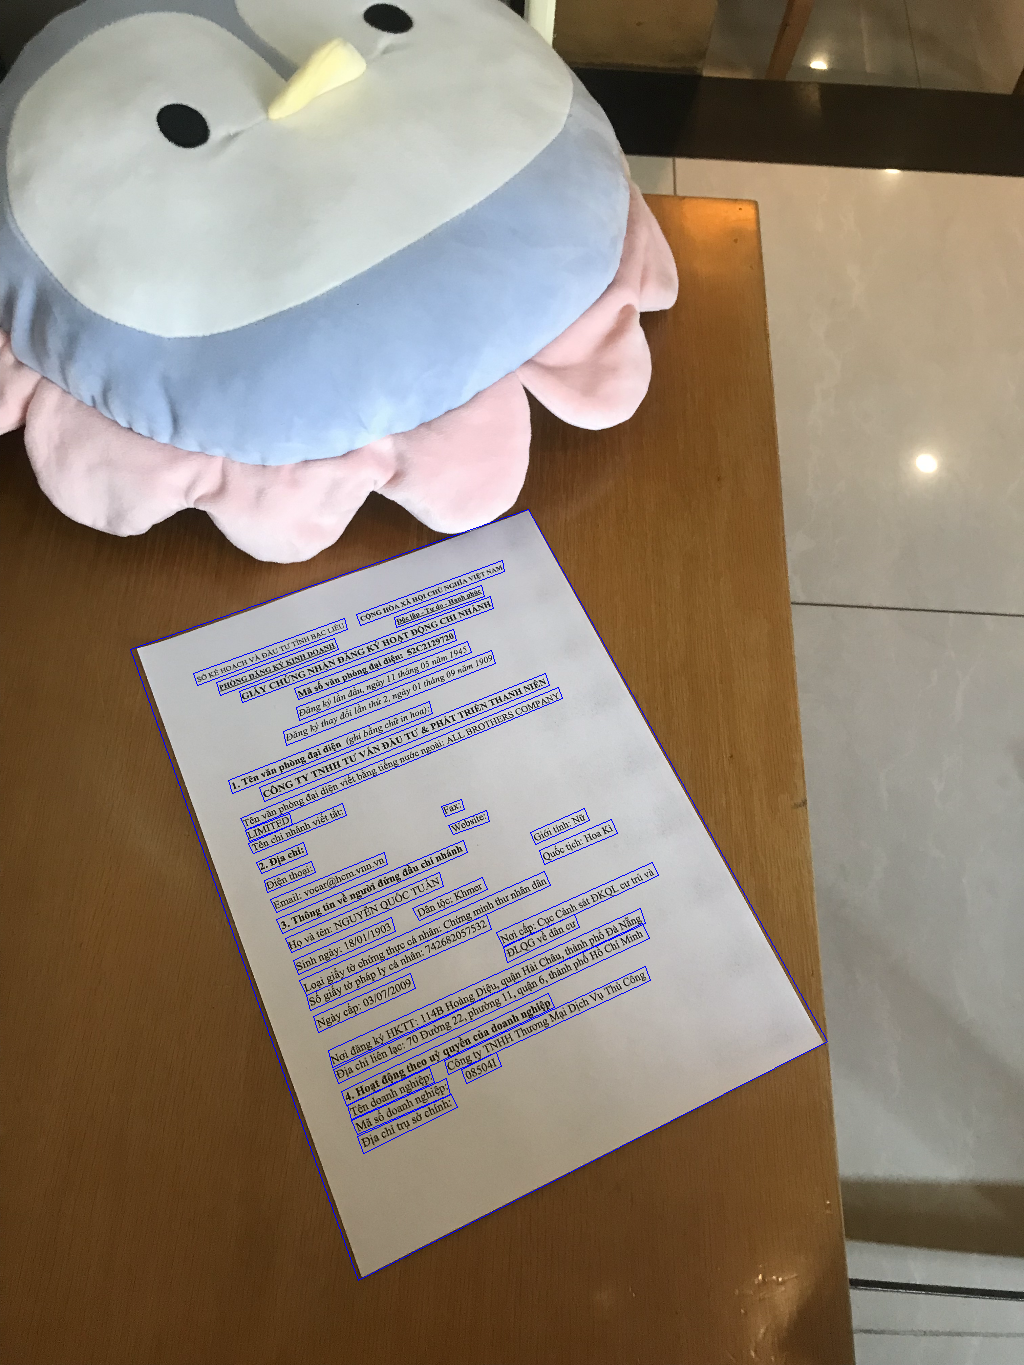 SỞ KẾ HOẠCH VÀ ĐẦU TƯ TỈNH BẠC LIÊU
CỘNG HÒA XÃ HỘI CHỦ NGHĨA VIỆT NAM
PHÒNG ĐĂNG KÝ KINH DOANH
Độc lập - Tự do - Hạnh phúc
GIẤY CHỨNG NHẬN ĐĂNG KÝ HOẠT ĐỘNG CHI NHÁNH
Mã số văn phòng đại diện: 52C2129720
Đăng ký lần đầu, ngày 11 tháng 05 năm 1945
Đăng ký thay đổi lần thứ 2, ngày 01 tháng 09 năm 1909
1. Tên văn phòng đại diện (ghi bằng chữ in hoa):
CÔNG TY TNHH TƯ VẤN ĐẦU TƯ & PHÁT TRIỂN THANH NIÊN
Tên văn phòng đại diện viết bằng tiếng nước ngoài: ALL BROTHERS COMPANY
LIMITED
Tên chi nhánh viết tắt:
2. Địa chỉ:
Điện thoại: Fax:
Email: vocar@hcm.vnn.vn Website:
3. Thông tin về người đứng đầu chi nhánh
Họ và tên: NGUYỄN QUỐC TUẤN Giới tính: Nữ
Sinh ngày: 18/01/1903 Dân tộc: Khmer Quốc tịch: Hoa Kì
Loại giấy tờ chứng thực cá nhân: Chứng minh thư nhân dân
Số giấy tờ pháp lý cá nhân: 742682057532
Ngày cấp: 03/07/2009 Nơi cấp: Cục Cảnh sát ĐKQL cư trú và
ĐLQG về dân cư
Nơi đăng ký HKTT: 114B Hoàng Diệu, quận Hải Châu, thành phố Đà Nẵng
Địa chỉ liên lạc: 70 Đường 22, phường 11, quận 6, thành phố Hồ Chí Minh
4. Hoạt động theo uỷ quyền của doanh nghiệp
Tên doanh nghiệp: Công ty TNHH Thương Mại Dịch Vụ Thủ Công
Mã số doanh nghiệp: 085041
Địa chỉ trụ sở chính: